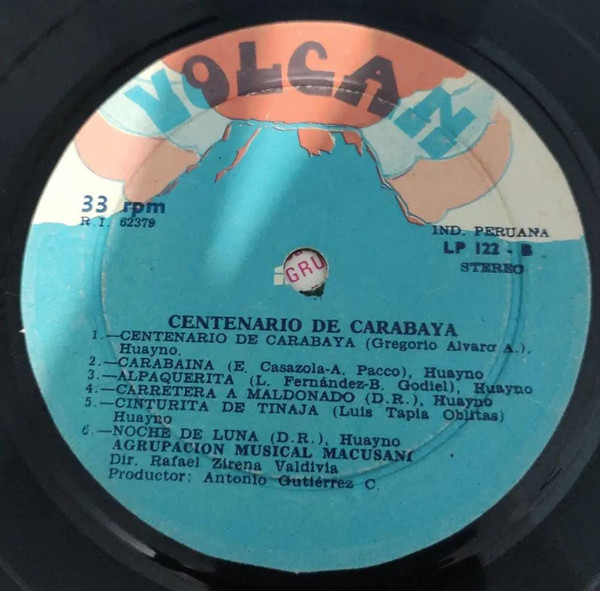 VOLCAN
33 rpm
R. I. 62379
IND. PERUANA
LP 122 - B
STEREO
GRU
CENTENARIO DE CARABAYA
1.—CENTENARIO DE CARABAYA (Gregorio Alvaro A.).
Huayno.
2.—CARABAINA (E. Casazola-A. Pacco), Huayno
3.—ALPAQUERITA (L. Fernández-B. Godiel), Huayno
4.—CARRETERA A MALDONADO (D.R.), Huayno
5.—CINTURITA DE TINAJA (Luis Tapia Oblitas)
Huayno
6.—NOCHE DE LUNA (D.R.), Huayno
AGRUPACION MUSICAL MACUSANI
Dir. Rafael Zirena Valdivia
Productor: Antonio Gutiérrez C.